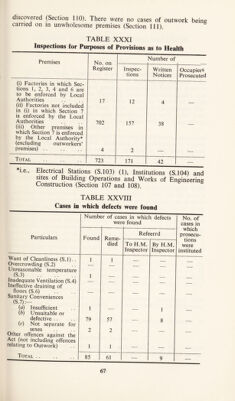 discovered (Section 110). There were no cases of outwork being
carried on in unwholesome premises (Section 111).
TABLE XXXI
Inspections for Purposes of Provisions as to Health
Premises
No. on Register
Number of
Inspections
Written Notices
Occupiers Prosecuted
(i) Factories in which Sec-
tions 1, 2, 3, 4 and 6 are
to be enforced by Local
Authorities 17 12 4 —
(ii) Factories not included
in (i) in which Section 7
is enforced by the Local
Authorities 702 157 38 —
(iii) Other premises in
which Section 7 is enforced
by the Local Authority*
(excluding outworkers'
premises) 4 2 — —
TOTAL 723 171 42 —
*i.e., Electrical Stations (S.103) (1), Institutions (S.104) and
sites of Building Operations and Works of Engineering
Construction (Section 107 and 108).
TABLE XXVIII
Cases in which defects were found
Particulars
Number of cases in which defects
were found
No. of
cases in
which
prosecu-
tions
were
instituted
Found
Reme-
died
Referrd
To H.M. Inspector
By H.M. Inspector
Want of Cleanliness (S.1) .. 1 1 — — —
Overcrowding (S.2) — — — — —
Unreasonable temperature
(S.3) 1 — — — —
Inadequate Ventilation (S.4) — — — — —
Ineffective draining of
floors (S.6) — — — — —
Sanitary Conveniences
(S.7):—
(a) Insufficient 1 — — 1 —
(b) Unsuitable or
defective .. 79 57 — 8 —
(c) Not separate for
sexes 2 2 — — —
Other offences against the
Act (not including offences
relating to Outwork) 1 1 — — —
TOTAL 85 61 — 9 —
67